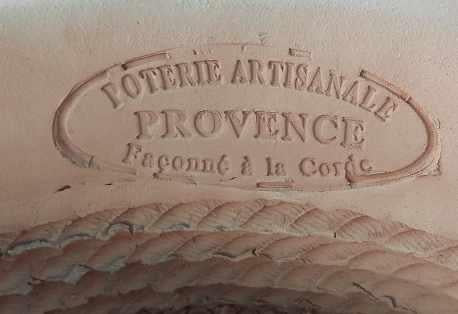 POTERIE ARTISANALE
PROVENCE
Façonné à la Corde